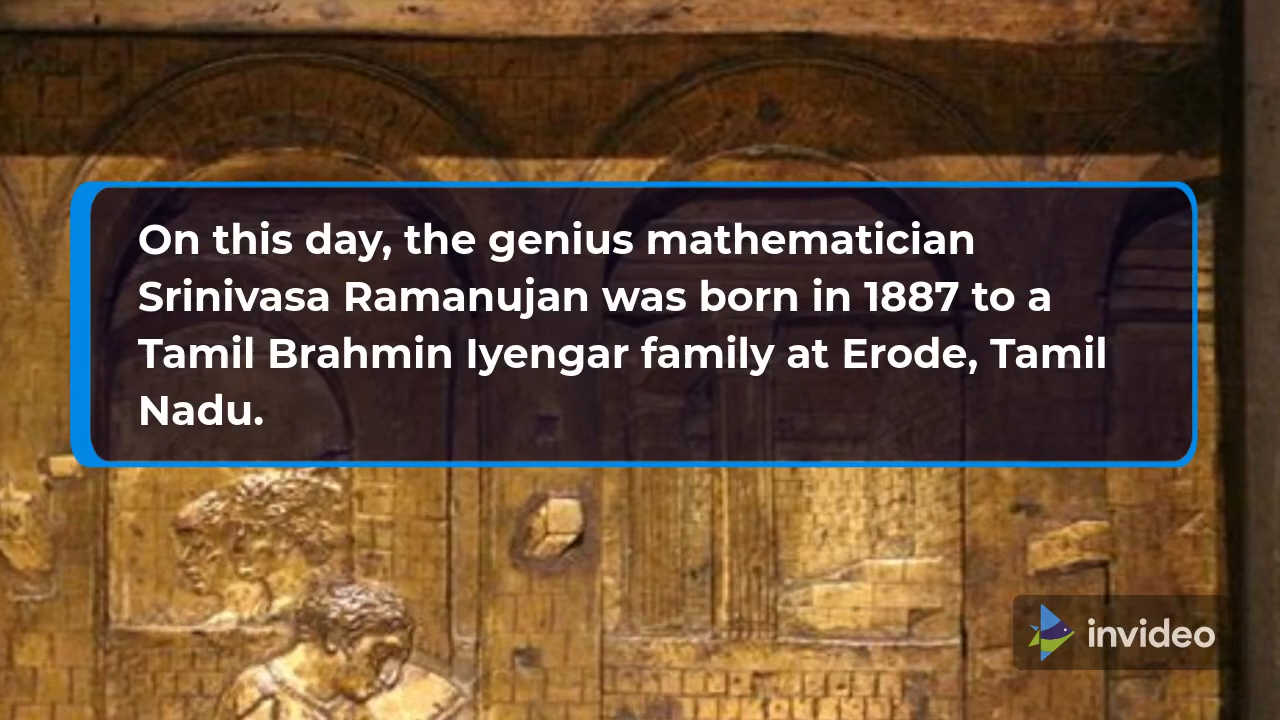 On this day, the genius mathematician
Srinivasa Ramanujan was born in 1887 to a
Tamil Brahmin Iyengar family at Erode, Tamil
Nadu.
invideo